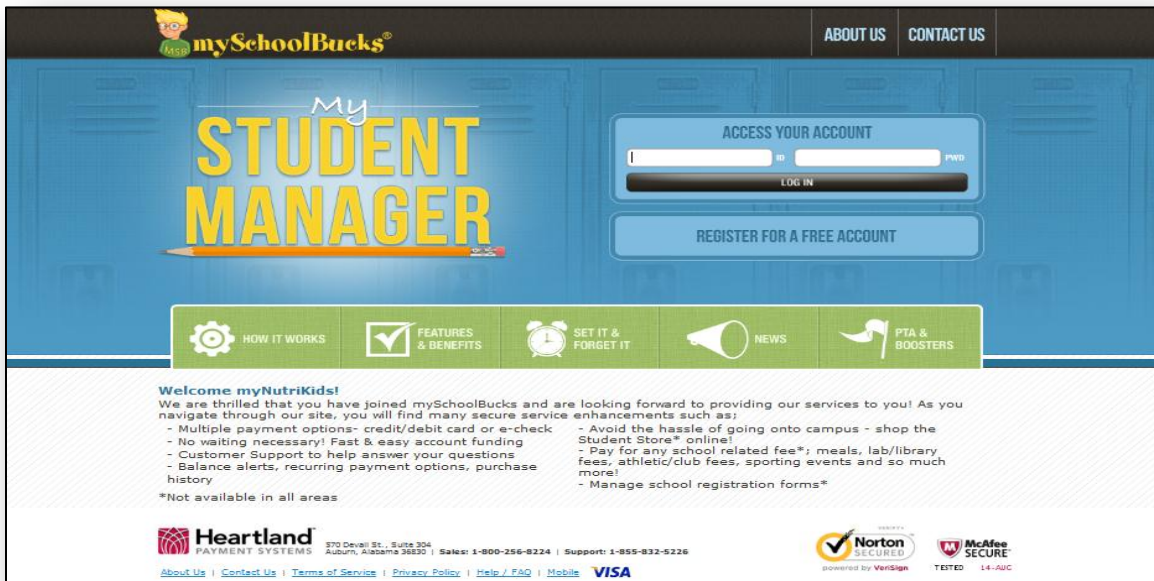 MSB
mySchoolBucks®
ABOUT US
CONTACT US
My
STUDENT
MANAGER
ACCESS YOUR ACCOUNT
ID
PWD
LOG IN
REGISTER FOR A FREE ACCOUNT
HOW IT WORKS
FEATURES
& BENEFITS
SET IT &
FORGET IT
NEWS
PTA &
BOOSTERS
Welcome myNutriKids!
We are thrilled that you have joined mySchoolBucks and are looking forward to providing our services to you! As you
navigate through our site, you will find many secure service enhancements such as;
- Multiple payment options- credit/debit card or e-check
- No waiting necessary! Fast & easy account funding
- Customer Support to help answer your questions
- Balance alerts, recurring payment options, purchase
history
*Not available in all areas
- Avoid the hassle of going onto campus - shop the
Student Store* online!
- Pay for any school related fee*; meals, lab/library
fees, athletic/club fees, sporting events and so much
more!
- Manage school registration forms*
Heartland
PAYMENT SYSTEMS
570 Devall St., Suite 304
Auburn, Alabama 36830 | Sales: 1-800-256-8224 | Support: 1-855-832-5226
About Us | Contact Us | Terms of Service | Privacy Policy | Help / FAQ | Mobile VISA
Norton
SECURED
powered by VeriSign
McAfee
SECURE
TESTED 14-AUG